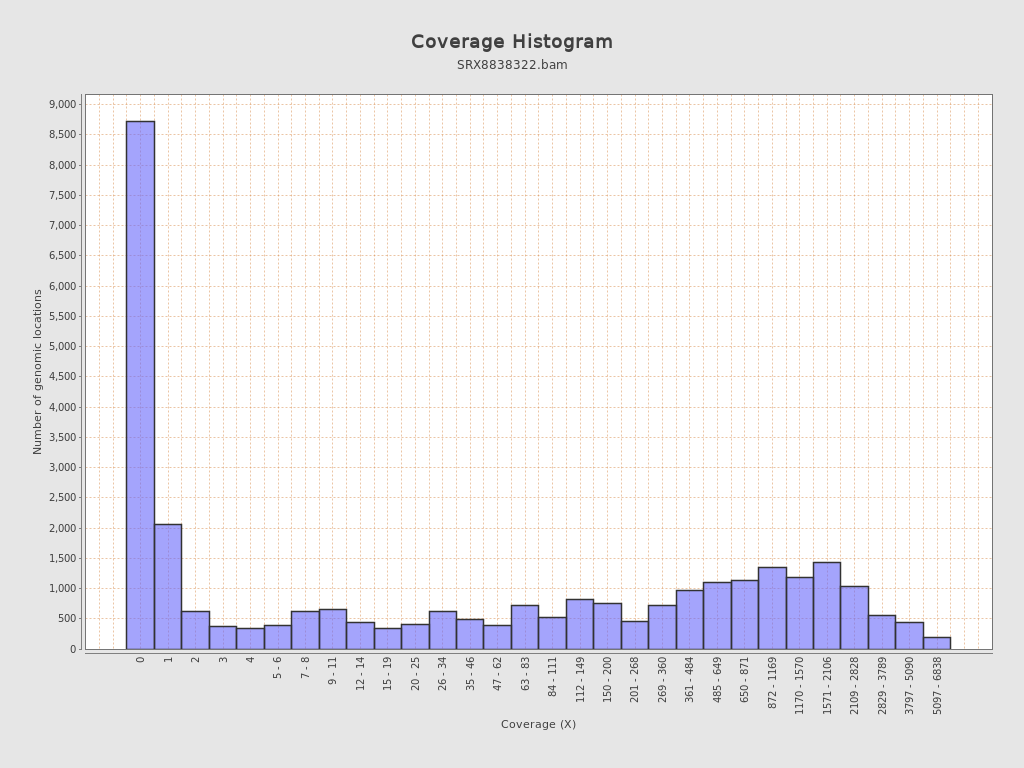 Coverage Histogram
SRX8838322.bam
Number of genomic locations
9,000
8,500
8,000
7,500
7,000
6,500
6,000
5,500
5,000
4,500
4,000
3,500
3,000
2,500
2,000
1,500
1,000
500
0
0
1
2
3
4
5 - 6
7 - 8
9 - 11
12 - 14
15 - 19
20 - 25
26 - 34
35 - 46
47 - 62
63 - 83
84 - 111
112 - 149
150 - 200
201 - 268
269 - 360
361 - 484
485 - 649
650 - 871
872 - 1169
1170 - 1570
1571 - 2106
2109 - 2828
2829 - 3789
3797 - 5090
5097 - 6838
Coverage (X)